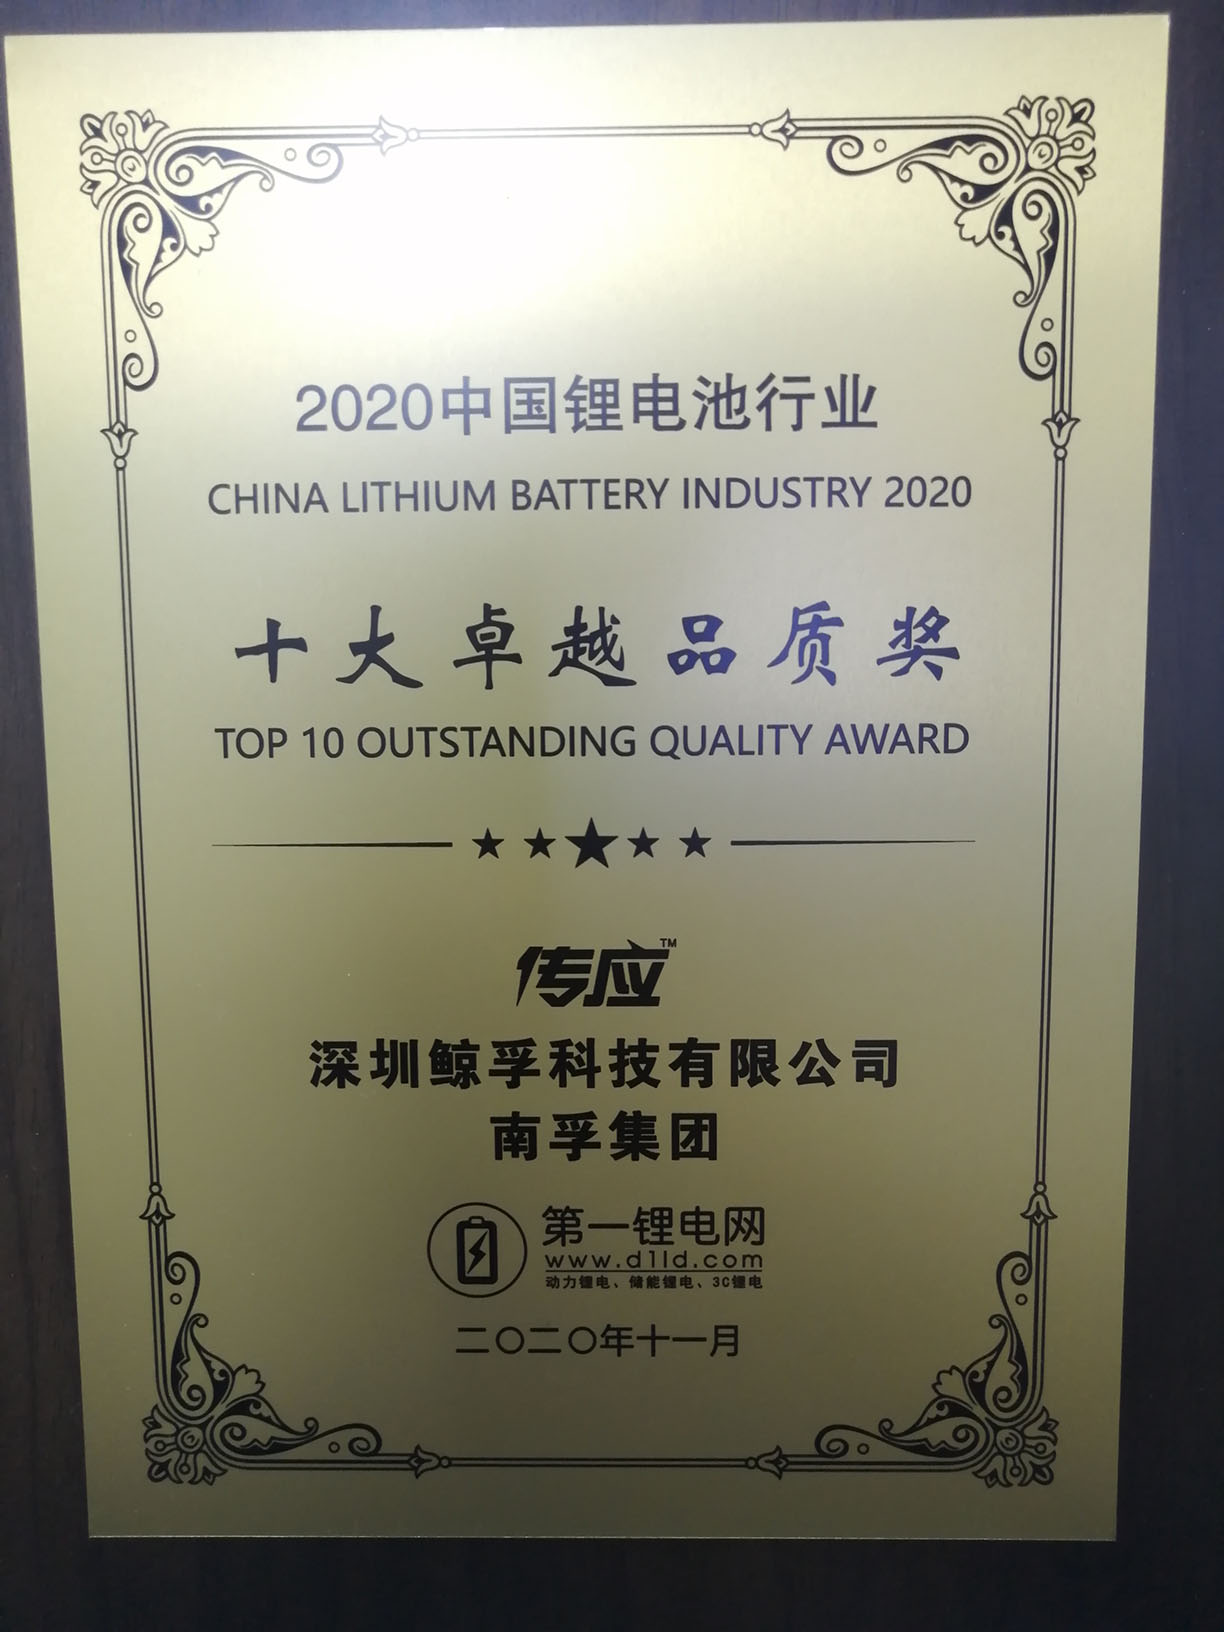 2020中国锂电池行业
CHINA LITHIUM BATTERY INDUSTRY 2020
十大卓越品质奖
TOP 10 OUTSTANDING QUALITY AWARD
传应™
深圳鲸孚科技有限公司
南孚集团
第一锂电网
www.d1ld.com
动力锂电、储能锂电、3C锂电
二〇二〇年十一月